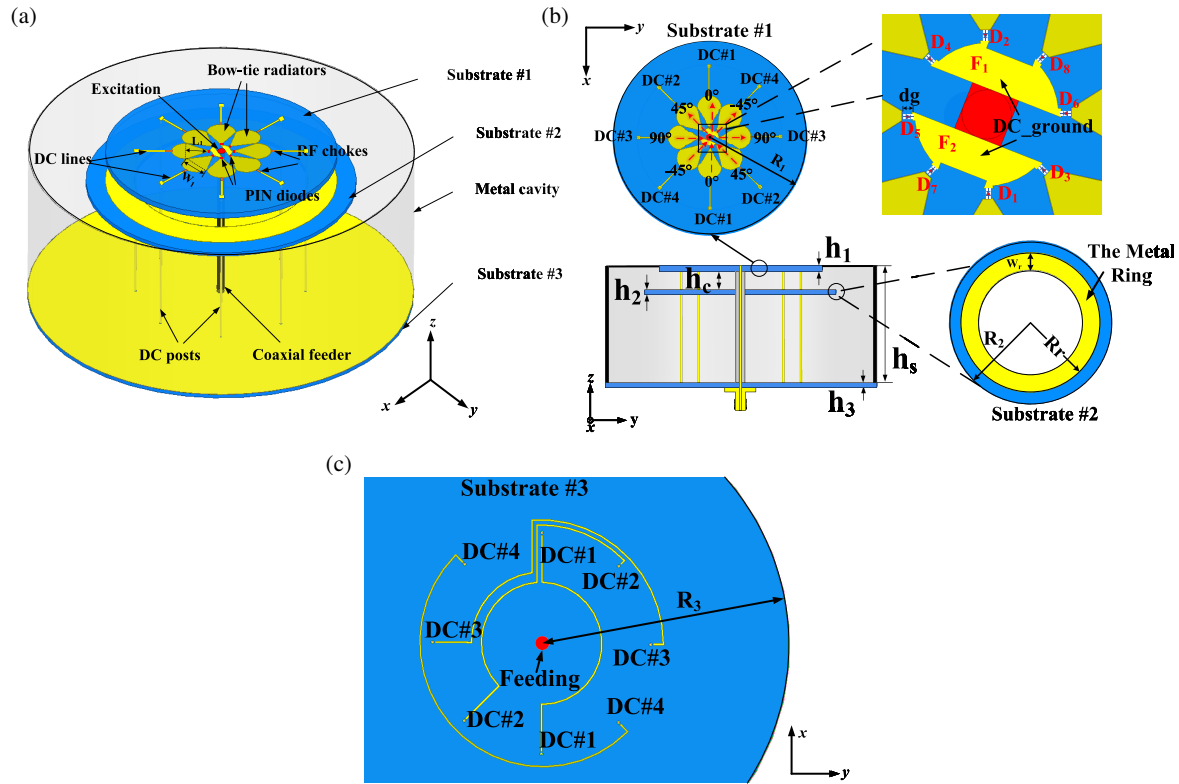 (a)
Bow-tie radiators
Excitation
Substrate #1
Substrate #2
DC lines
L₁
W₁
RF chokes
PIN diodes
Metal cavity
Substrate #3
DC posts
Coaxial feeder
z
x
y
(b)
y
x
Substrate #1
DC#1
DC#2
DC#4
0°
45°
-45°
DC#3
90°
90°
DC#3
-45°
45°
0°
R₁
DC#4
DC#2
DC#1
D₄
D₂
F₁
D₈
dg
D₆
D₅
DC_ground
F₂
D₇
D₁
D₃
h₁
h₂
h_c
h_s
h₃
z
x
y
W_r
The Metal
Ring
R₂
Rr
Substrate #2
(c)
Substrate #3
DC#4
DC#1
DC#2
R₃
DC#3
DC#3
Feeding
DC#2
DC#4
DC#1
x
y